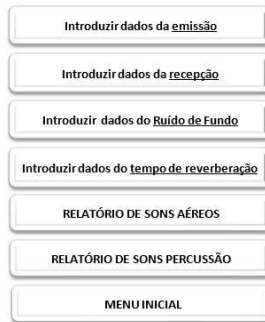 Introduzir dados da emissão
Introduzir dados da recepção
Introduzir dados do Ruído de Fundo
Introduzir dados do tempo de reverberação
RELATÓRIO DE SONS AÉREOS
RELATÓRIO DE SONS PERCUSSÃO
MENU INICIAL